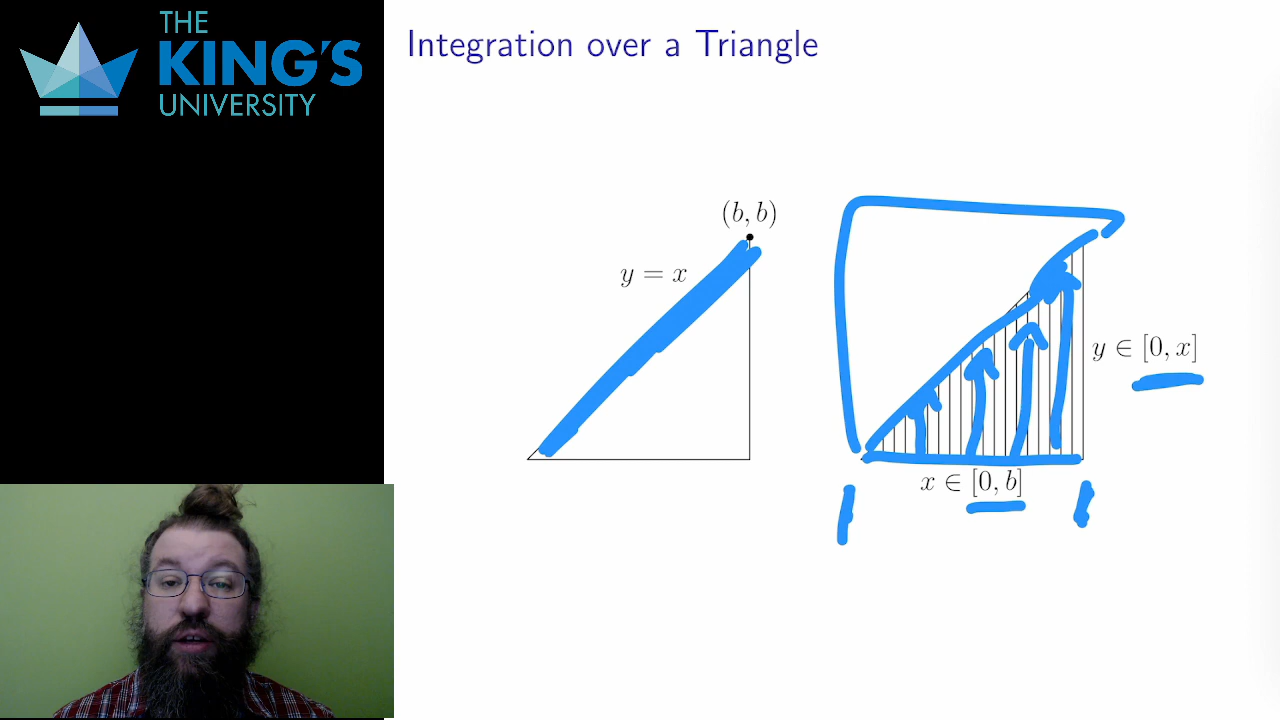 THE
KING'S
UNIVERSITY
Integration over a Triangle
(b, b)
y = x
y ∈ [0, x]
x ∈ [0, b]